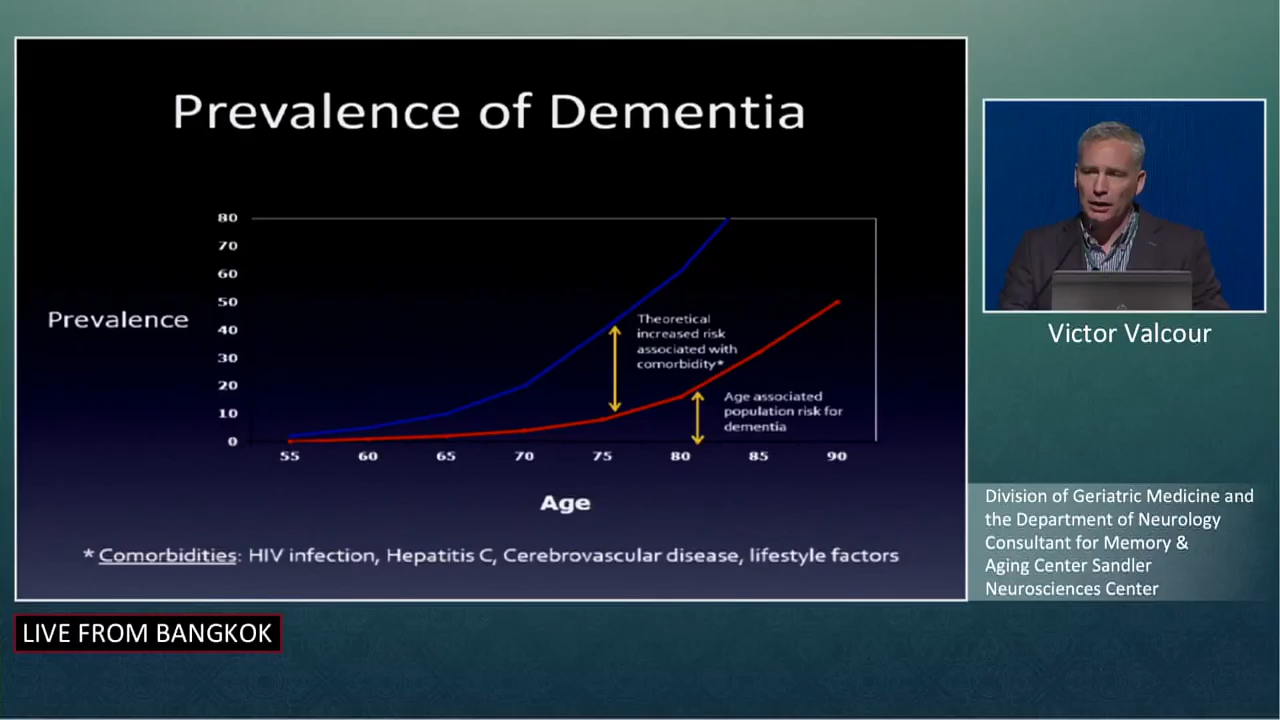 Prevalence of Dementia
80
70
60
50
40
30
20
10
0
Prevalence
Theoretical
increased risk
associated with
comorbidity*
Age associated
population risk for
dementia
55 60 65 70 75 80 85 90
Age
* Comorbidities: HIV infection, Hepatitis C, Cerebrovascular disease, lifestyle factors
Victor Valcour
Division of Geriatric Medicine and
the Department of Neurology
Consultant for Memory &
Aging Center Sandler
Neurosciences Center
LIVE FROM BANGKOK